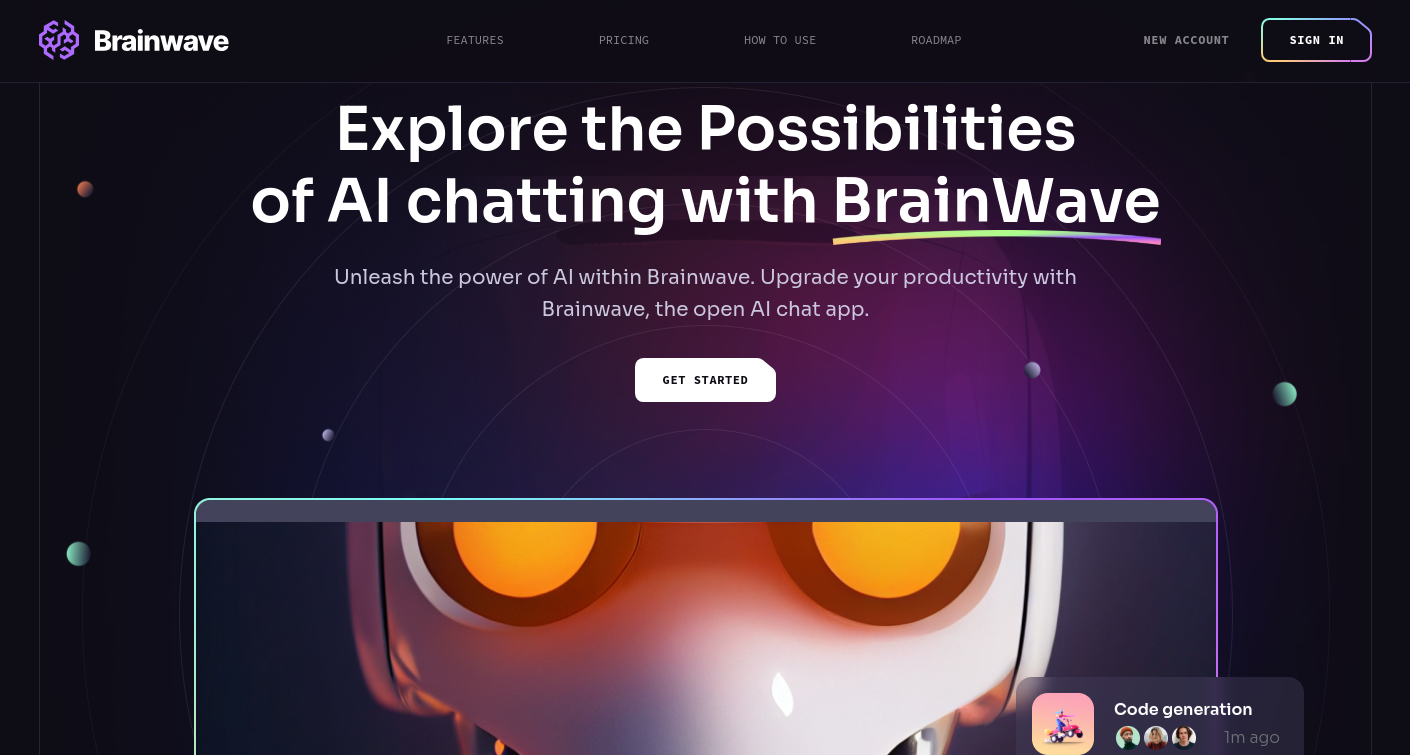 Brainwave
FEATURES
PRICING
HOW TO USE
ROADMAP
NEW ACCOUNT
SIGN IN
Explore the Possibilities
of AI chatting with BrainWave
Unleash the power of AI within Brainwave. Upgrade your productivity with
Brainwave, the open AI chat app.
GET STARTED
Code generation
1m ago